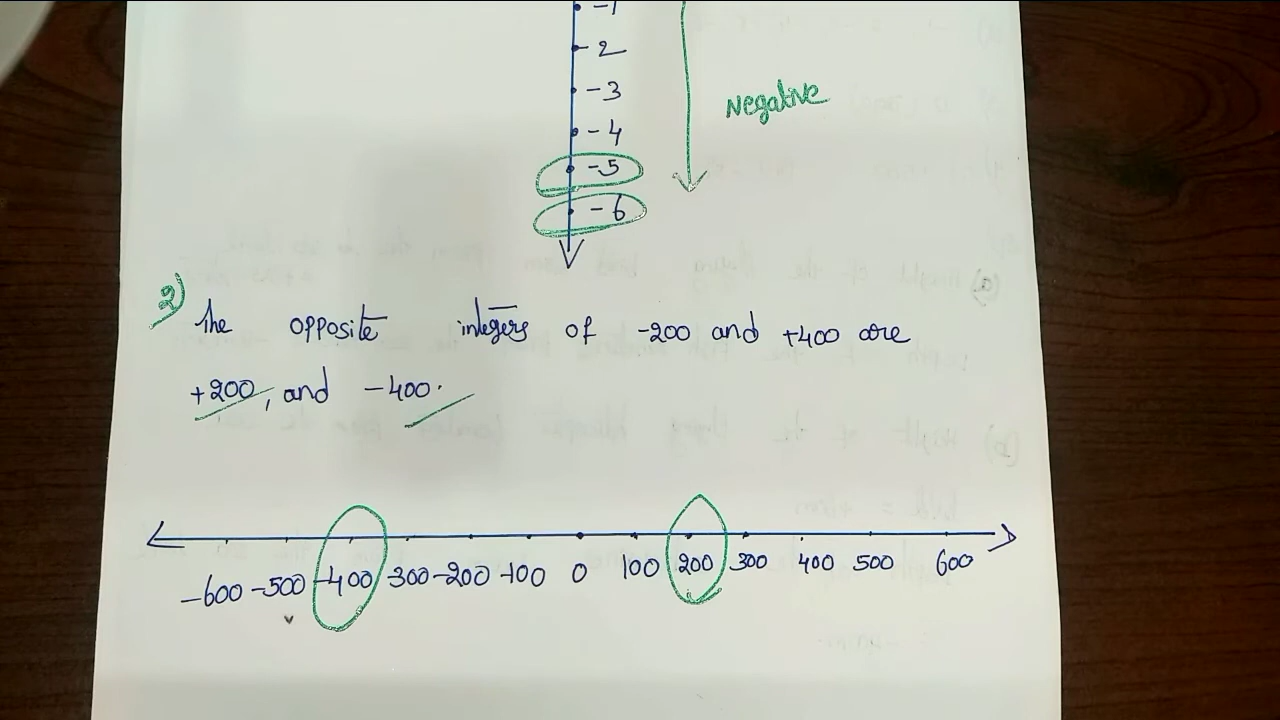 -1
-2
-3
-4
-5
-6
Negative
2)
The opposite integers of -200 and +400 are
+200, and -400.
-600 -500 -400 300 -200 -100 0 100 200 300 400 500 600